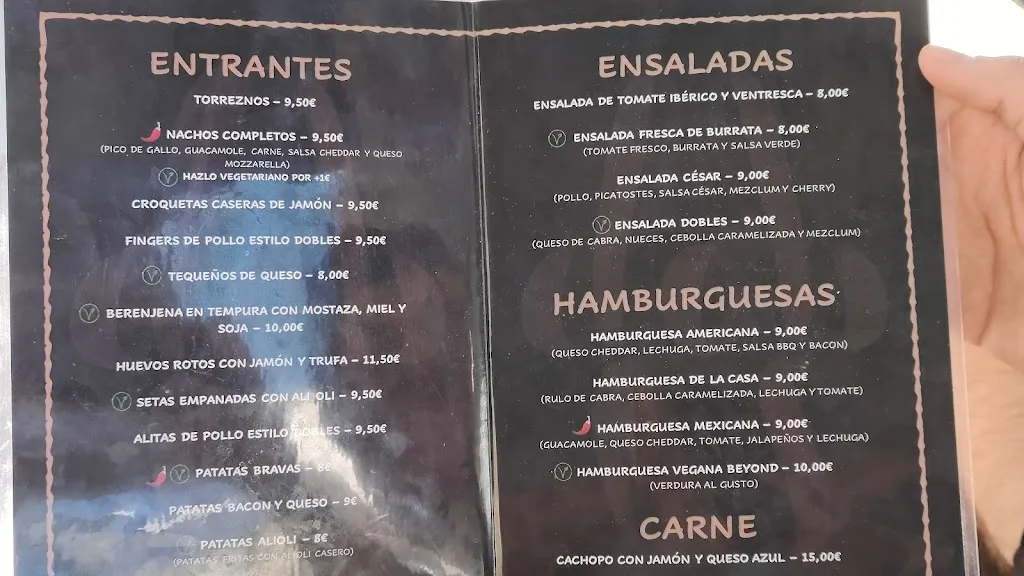 ENTRANTES
TORREZNOS – 9,50€
NACHOS COMPLETOS – 9,50€
(PICO DE GALLO, GUACAMOLE, CARNE, SALSA CHEDDAR Y QUESO
MOZZARELLA)
HAZLO VEGETARIANO POR +1€
CROQUETAS CASERAS DE JAMÓN – 9,50€
FINGERS DE POLLO ESTILO DOBLES – 9,50€
TEQUEÑOS DE QUESO – 8,00€
BERENJENA EN TEMPURA CON MOSTAZA, MIEL Y
SOJA – 10,00€
HUEVOS ROTOS CON JAMÓN Y TRUFA – 11,50€
SETAS EMPANADAS CON ALI OLI – 9,50€
ALITAS DE POLLO ESTILO DOBLES – 9,50€
PATATAS BRAVAS – 8€
PATATAS BACON Y QUESO – 9€
PATATAS ALIOLI – 8€
(PATATAS FRITAS CON ALIOLI CASERO)
ENSALADAS
ENSALADA DE TOMATE IBÉRICO Y VENTRESCA – 8,00€
ENSALADA FRESCA DE BURRATA – 8,00€
(TOMATE FRESCO, BURRATA Y SALSA VERDE)
ENSALADA CÉSAR – 9,00€
(POLLO, PICATOSTES, SALSA CÉSAR, MEZCLUM Y CHERRY)
ENSALADA DOBLES – 9,00€
(QUESO DE CABRA, NUECES, CEBOLLA CARAMELIZADA Y MEZCLUM)
HAMBURGUESAS
HAMBURGUESA AMERICANA – 9,00€
(QUESO CHEDDAR, LECHUGA, TOMATE, SALSA BBQ Y BACON)
HAMBURGUESA DE LA CASA – 9,00€
(RULO DE CABRA, CEBOLLA CARAMELIZADA, LECHUGA Y TOMATE)
HAMBURGUESA MEXICANA – 9,00€
(GUACAMOLE, QUESO CHEDDAR, TOMATE, JALAPEÑOS Y LECHUGA)
HAMBURGUESA VEGANA BEYOND – 10,00€
(VERDURA AL GUSTO)
CARNE
CACHOPO CON JAMÓN Y QUESO AZUL – 15,00€